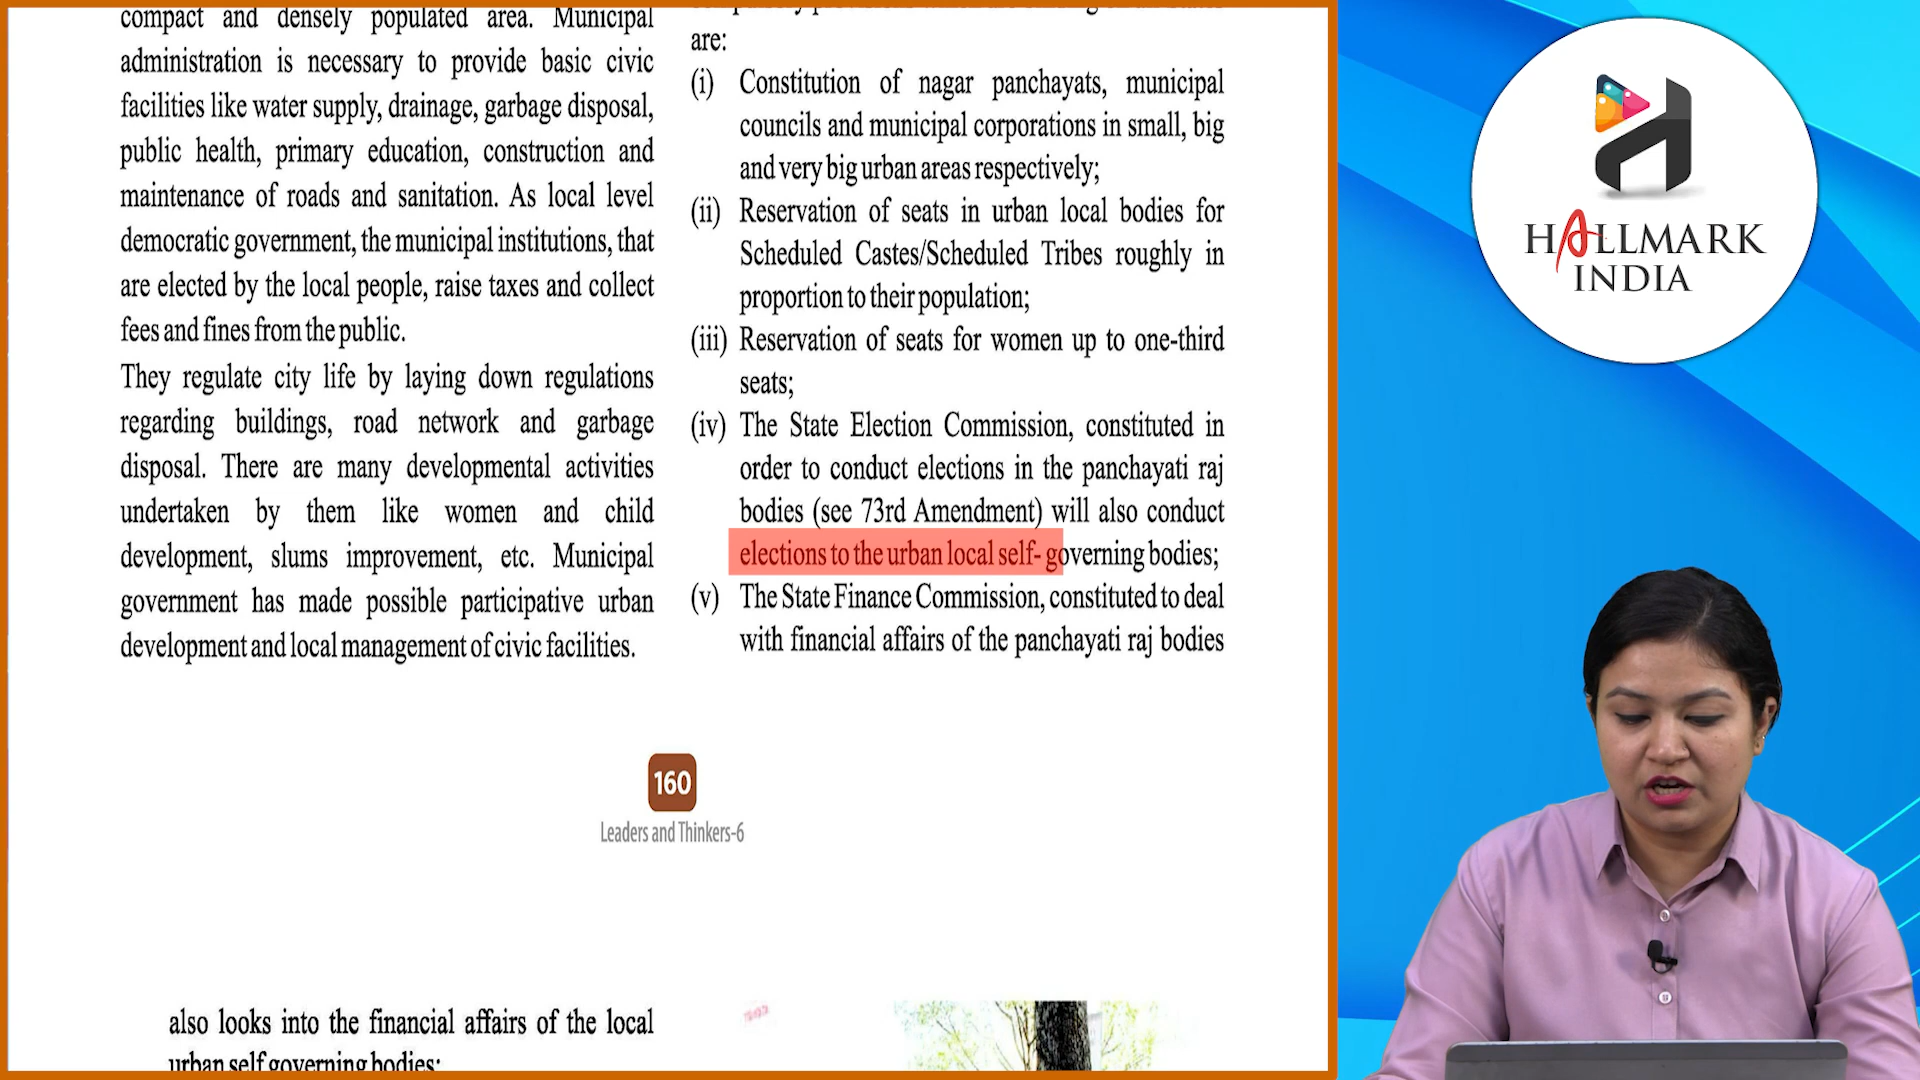 compact and densely populated area. Municipal
administration is necessary to provide basic civic
facilities like water supply, drainage, garbage disposal,
public health, primary education, construction and
maintenance of roads and sanitation. As local level
democratic government, the municipal institutions, that
are elected by the local people, raise taxes and collect
fees and fines from the public.
They regulate city life by laying down regulations
regarding buildings, road network and garbage
disposal. There are many developmental activities
undertaken by them like women and child
development, slums improvement, etc. Municipal
government has made possible participative urban
development and local management of civic facilities.
are:
(i) Constitution of nagar panchayats, municipal
councils and municipal corporations in small, big
and very big urban areas respectively;
(ii) Reservation of seats in urban local bodies for
Scheduled Castes/Scheduled Tribes roughly in
proportion to their population;
(iii) Reservation of seats for women up to one-third
seats;
(iv) The State Election Commission, constituted in
order to conduct elections in the panchayati raj
bodies (see 73rd Amendment) will also conduct
elections to the urban local self- governing bodies;
(v) The State Finance Commission, constituted to deal
with financial affairs of the panchayati raj bodies
160
Leaders and Thinkers-6
also looks into the financial affairs of the local
urban self governing bodies;
HALLMARK
INDIA